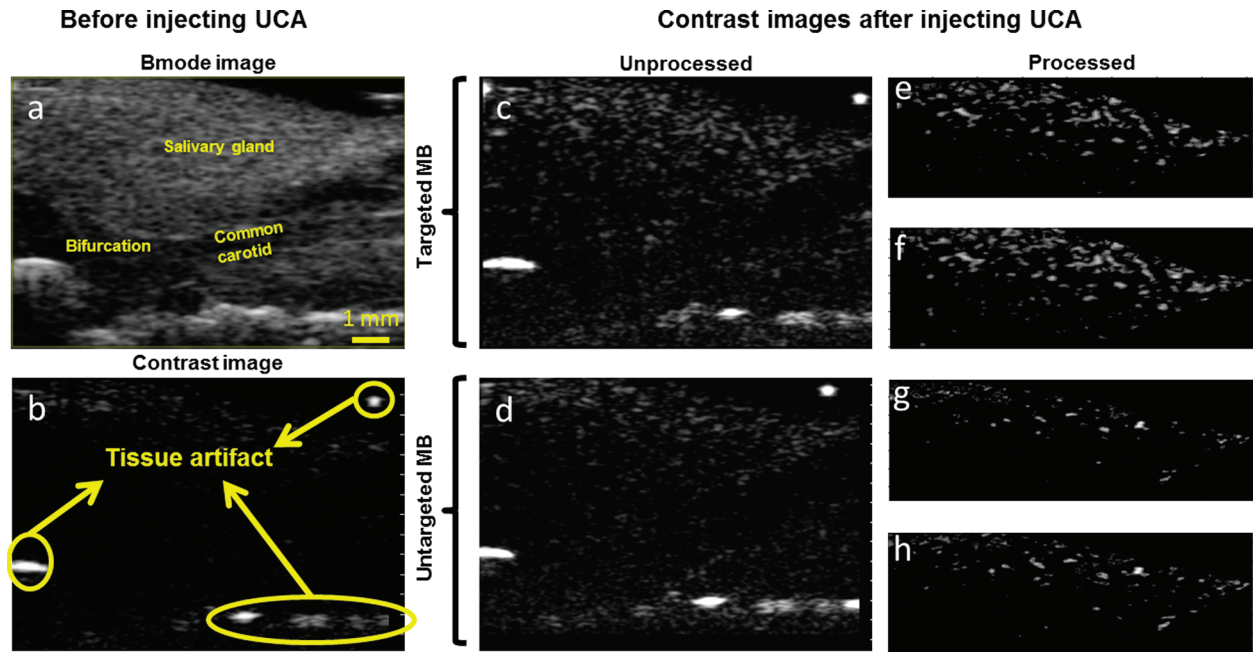 Before injecting UCA
Contrast images after injecting UCA
Bmode image
Unprocessed
Processed
a
Salivary gland
Bifurcation
Common
carotid
1 mm
Contrast image
b
Tissue artifact
Targeted MB
c
Untargeted MB
d
e
f
g
h